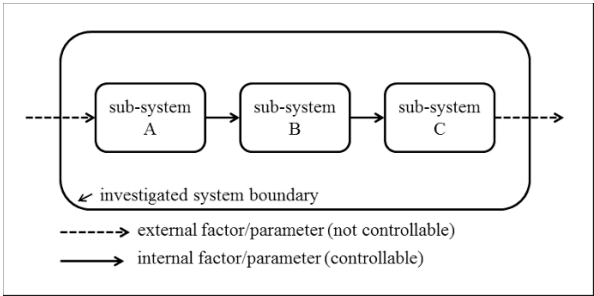 sub-system
A
sub-system
B
sub-system
C
investigated system boundary
external factor/parameter (not controllable)
internal factor/parameter (controllable)